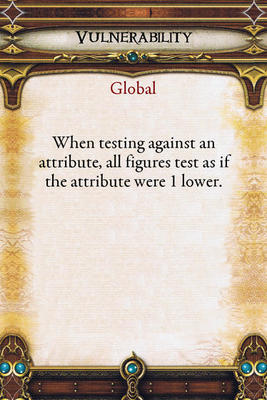 Vulnerability
Global
When testing against an
attribute, all figures test as if
the attribute were 1 lower.